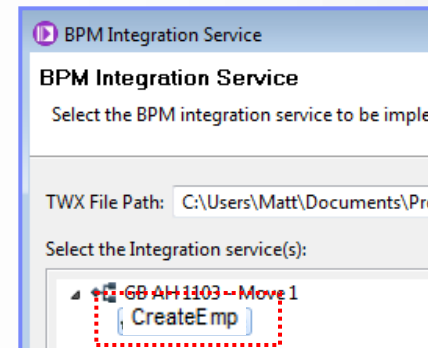 BPM Integration Service
BPM Integration Service
Select the BPM integration service to be imple
TWX File Path: C:\Users\Matt\Documents\Pr
Select the Integration service(s):
GB AH 1103 - Move 1
CreateEmp